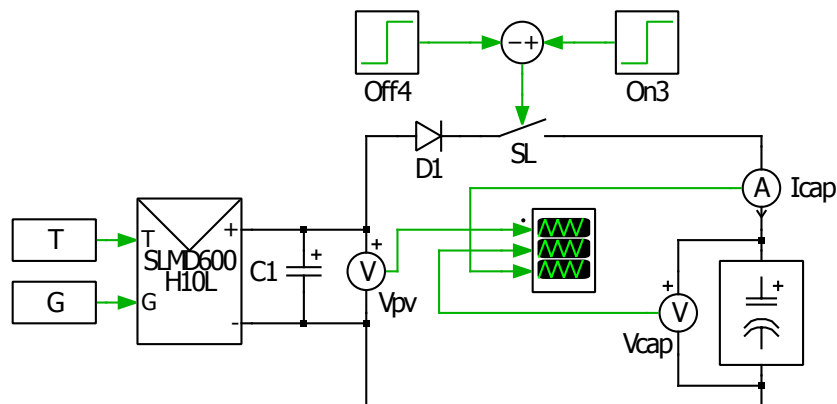 -+
Off4
On3
D1
SL
A
Icap
T
T
+
SLMD600
H10L
C1
+
+
V
Vpv
G
G
-
+
V
Vcap
+